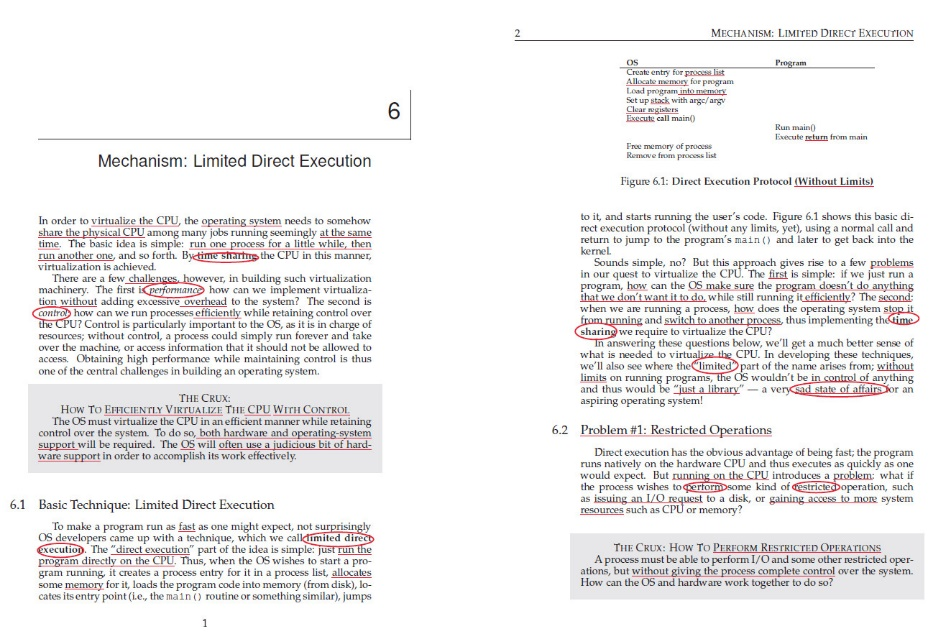 6
Mechanism: Limited Direct Execution
In order to virtualize the CPU, the operating system needs to somehow
share the physical CPU among many jobs running seemingly at the same
time. The basic idea is simple: run one process for a little while, then
run another one, and so forth. By time sharing the CPU in this manner,
virtualization is achieved.
There are a few challenges, however, in building such virtualization
machinery. The first is performance: how can we implement virtualiza-
tion without adding excessive overhead to the system? The second is
control: how can we run processes efficiently while retaining control over
the CPU? Control is particularly important to the OS, as it is in charge of
resources; without control, a process could simply run forever and take
over the machine, or access information that it should not be allowed to
access. Obtaining high performance while maintaining control is thus
one of the central challenges in building an operating system.
THE CRUX:
HOW TO EFFICIENTLY VIRTUALIZE THE CPU WITH CONTROL
The OS must virtualize the CPU in an efficient manner while retaining
control over the system. To do so, both hardware and operating-system
support will be required. The OS will often use a judicious bit of hard-
ware support in order to accomplish its work effectively.
6.1 Basic Technique: Limited Direct Execution
To make a program run as fast as one might expect, not surprisingly
OS developers came up with a technique, which we call limited direct
execution. The “direct execution” part of the idea is simple: just run the
program directly on the CPU. Thus, when the OS wishes to start a pro-
gram running, it creates a process entry for it in a process list, allocates
some memory for it, loads the program code into memory (from disk), lo-
cates its entry point (i.e., the main() routine or something similar), jumps
1
2 MECHANISM: LIMITED DIRECT EXECUTION
OS Program
Create entry for process list
Allocate memory for program
Load program into memory
Set up stack with argc/argv
Clear registers
Execute call main()
Run main()
Execute return from main
Free memory of process
Remove from process list
Figure 6.1: Direct Execution Protocol (Without Limits)
to it, and starts running the user's code. Figure 6.1 shows this basic di-
rect execution protocol (without any limits, yet), using a normal call and
return to jump to the program's main() and later to get back into the
kernel.
Sounds simple, no? But this approach gives rise to a few problems
in our quest to virtualize the CPU. The first is simple: if we just run a
program, how can the OS make sure the program doesn't do anything
that we don't want it to do, while still running it efficiently? The second:
when we are running a process, how does the operating system stop it
from running and switch to another process, thus implementing the time
sharing we require to virtualize the CPU?
In answering these questions below, we'll get a much better sense of
what is needed to virtualize the CPU. In developing these techniques,
we'll also see where the “limited” part of the name arises from; without
limits on running programs, the OS wouldn't be in control of anything
and thus would be “just a library” — a very sad state of affairs for an
aspiring operating system!
6.2 Problem #1: Restricted Operations
Direct execution has the obvious advantage of being fast; the program
runs natively on the hardware CPU and thus executes as quickly as one
would expect. But running on the CPU introduces a problem: what if
the process wishes to perform some kind of restricted operation, such
as issuing an I/O request to a disk, or gaining access to more system
resources such as CPU or memory?
THE CRUX: HOW TO PERFORM RESTRICTED OPERATIONS
A process must be able to perform I/O and some other restricted oper-
ations, but without giving the process complete control over the system.
How can the OS and hardware work together to do so?